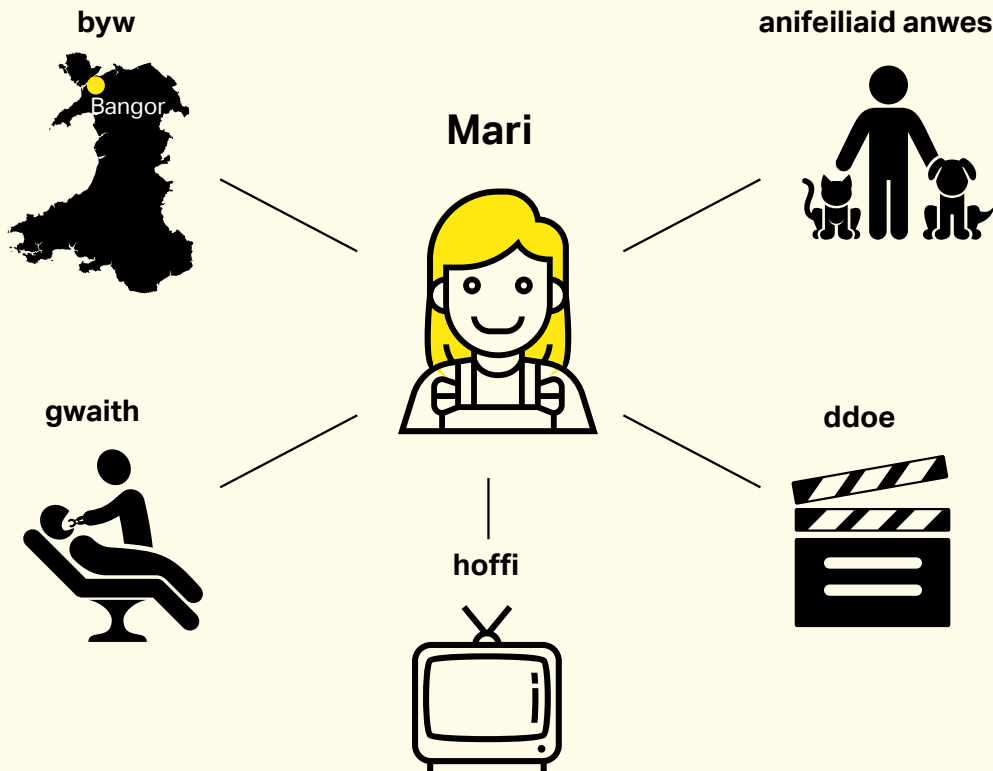 byw
Bangor
anifeiliaid anwes
Mari
gwaith
hoffi
ddoe